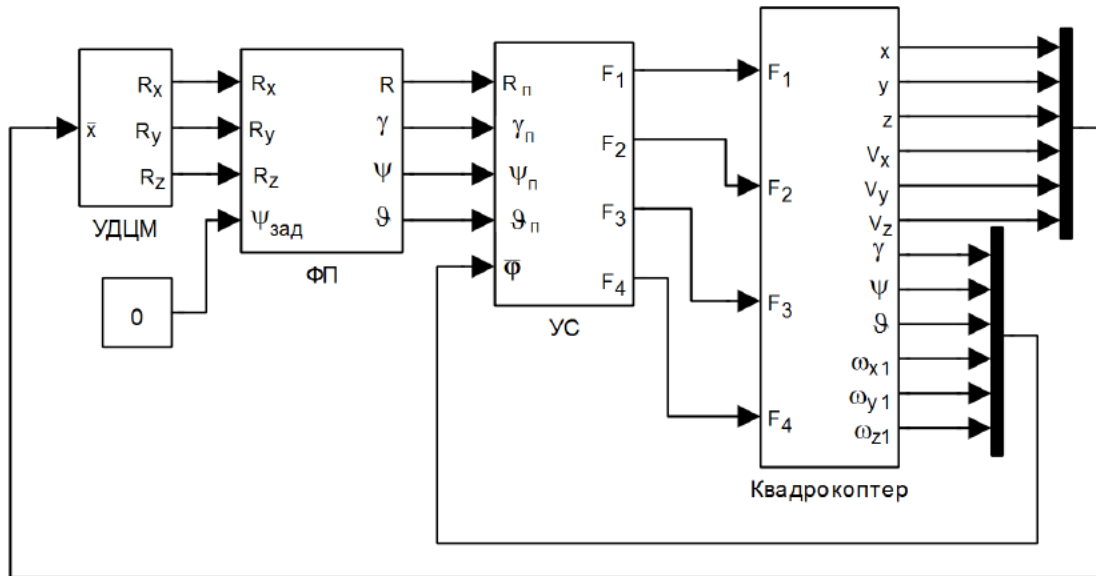 x̄
Rx
Ry
Rz
УДЦМ
0
Rx
Ry
Rz
ψзад
R
γ
ψ
ϑ
ФП
Rп
γп
ψп
ϑп
φ̄
F1
F2
F3
F4
УС
F1
F2
F3
F4
x
y
z
Vx
Vy
Vz
γ
ψ
ϑ
ωx1
ωy1
ωz1
Квадрокоптер